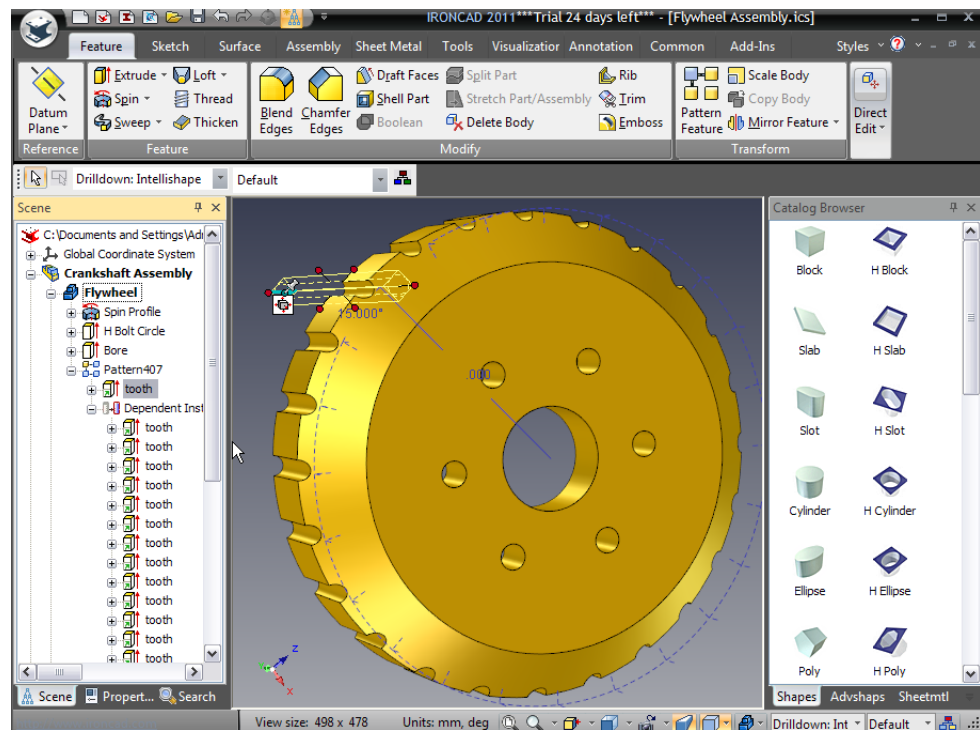 IRONCAD 2011***Trial 24 days left*** - [Flywheel Assembly.ics]
Feature Sketch Surface Assembly Sheet Metal Tools Visualization Annotation Common Add-Ins Styles
Extrude Loft Draft Faces Split Part Rib Scale Body
Spin Thread Shell Part Stretch Part/Assembly Trim Copy Body
Datum Plane Sweep Thicken Blend Edges Chamfer Edges Boolean Delete Body Emboss Pattern Feature Mirror Feature Direct Edit
Reference Feature Modify Transform
Drilldown: Intellishape Default
Scene Catalog Browser
C:\Documents and Settings\Adi
Global Coordinate System
Crankshaft Assembly
Flywheel
Spin Profile
H Bolt Circle
Bore
Pattern407
tooth
Dependent Inst
tooth
tooth
tooth
tooth
tooth
tooth
tooth
tooth
tooth
tooth
tooth
tooth
tooth
15.000°
.000
z
x
Block H Block
Slab H Slab
Slot H Slot
Cylinder H Cylinder
Ellipse H Ellipse
Poly H Poly
Scene Propert... Search
Shapes Advshaps Sheetmtl
View size: 498 x 478 Units: mm, deg Drilldown: Int Default